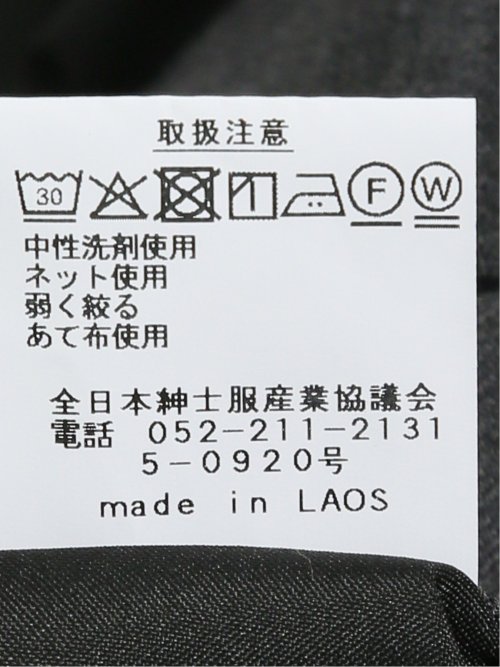 取扱注意
30 F W
中性洗剤使用
ネット使用
弱く絞る
あて布使用
全日本紳士服産業協議会
電話 052-211-2131
5-0920号
made in LAOS